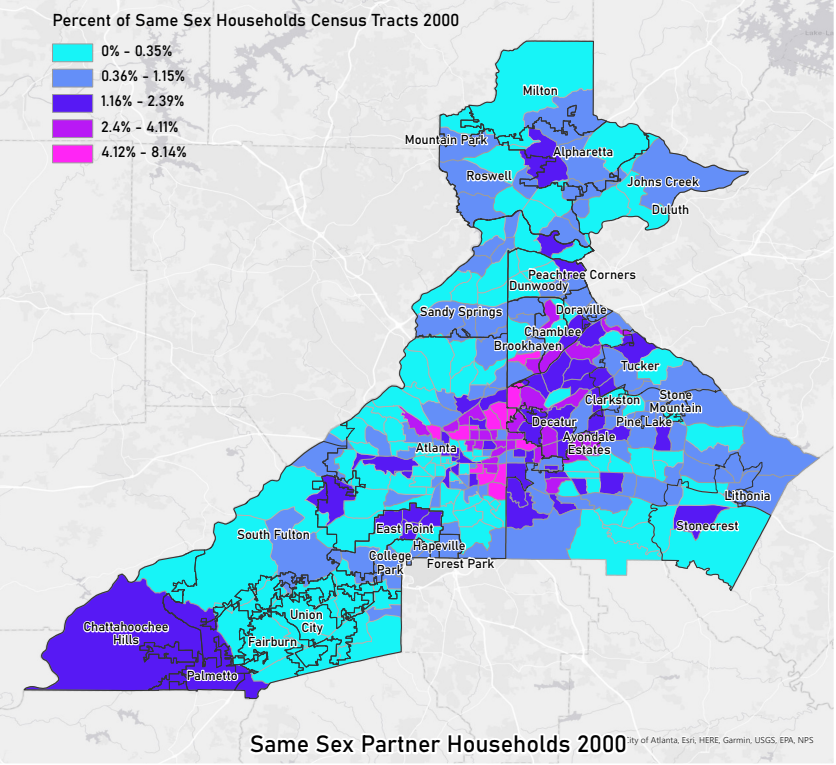 Percent of Same Sex Households Census Tracts 2000
0% - 0.35%
0.36% - 1.15%
1.16% - 2.39%
2.4% - 4.11%
4.12% - 8.14%
Milton
Mountain Park
Alpharetta
Roswell
Johns Creek
Duluth
Peachtree Corners
Dunwoody
Sandy Springs
Doraville
Chamblee
Brookhaven
Tucker
Clarkston
Stone
Mountain
Decatur
Pine Lake
Avondale
Estates
Atlanta
Lithonia
Stonecrest
East Point
South Fulton
Hapeville
College
Park
Forest Park
Union
City
Chattahoochee
Hills
Fairburn
Palmetto
Same Sex Partner Households 2000
City of Atlanta, Esri, HERE, Garmin, USGS, EPA, NPS